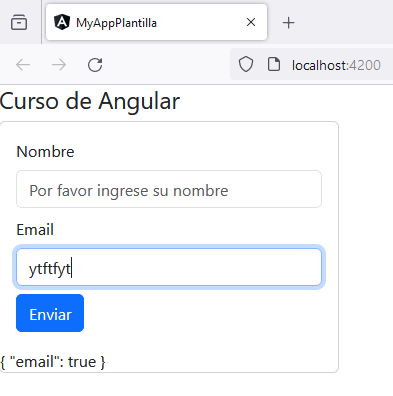 MyAppPlantilla
localhost:4200
Curso de Angular
Nombre
Por favor ingrese su nombre
Email
ytftfyt
Enviar
{ "email": true }